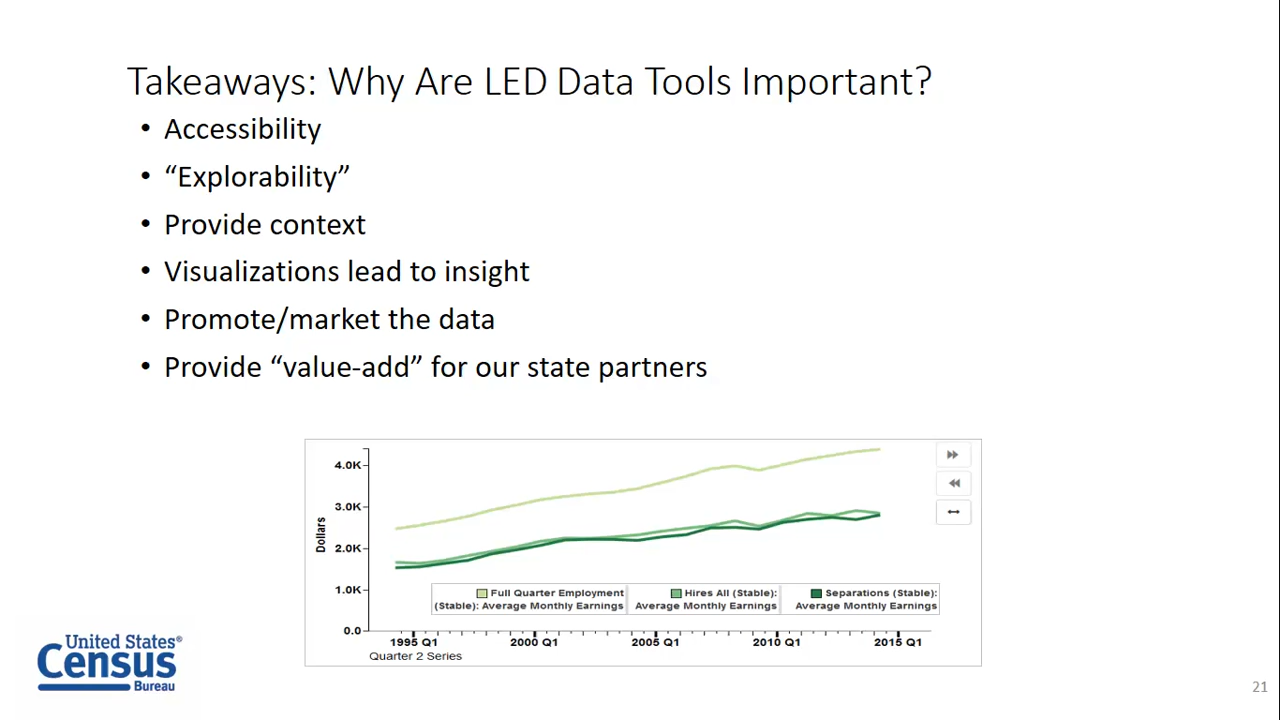 Takeaways: Why Are LED Data Tools Important?
• Accessibility
• “Explorability”
• Provide context
• Visualizations lead to insight
• Promote/market the data
• Provide “value-add” for our state partners
4.0K
3.0K
2.0K
1.0K
0.0
Dollars
Full Quarter Employment
(Stable): Average Monthly Earnings
Hires All (Stable):
Average Monthly Earnings
Separations (Stable):
Average Monthly Earnings
1995 Q1
2000 Q1
2005 Q1
2010 Q1
2015 Q1
Quarter 2 Series
United States®
Census
Bureau
21